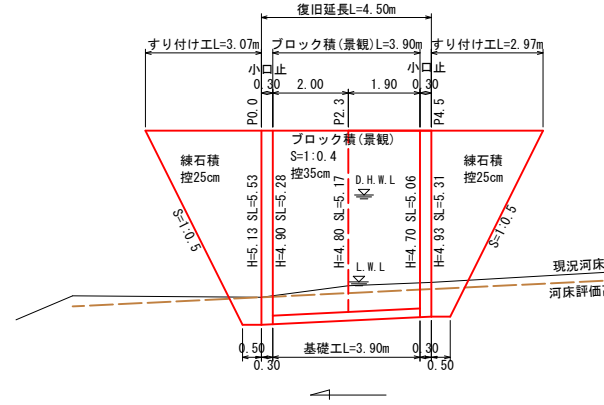 復旧延長L=4.50m
すり付け工L=3.07m
ブロック積(景観)L=3.90m
すり付け工L=2.97m
小口止
小口止
0.30
2.00
1.90
0.30
P0.0
P2.3
P4.5
ブロック積(景観)
S=1:0.4
控35cm
練石積
控25cm
練石積
控25cm
D.H.W.L
L.W.L
S=1:0.5
S=1:0.5
H=5.13 SL=5.53
H=4.90 SL=5.28
H=4.80 SL=5.17
H=4.70 SL=5.06
H=4.93 SL=5.31
現況河床
河床評価
0.50
0.30
基礎工L=3.90m
0.30
0.50